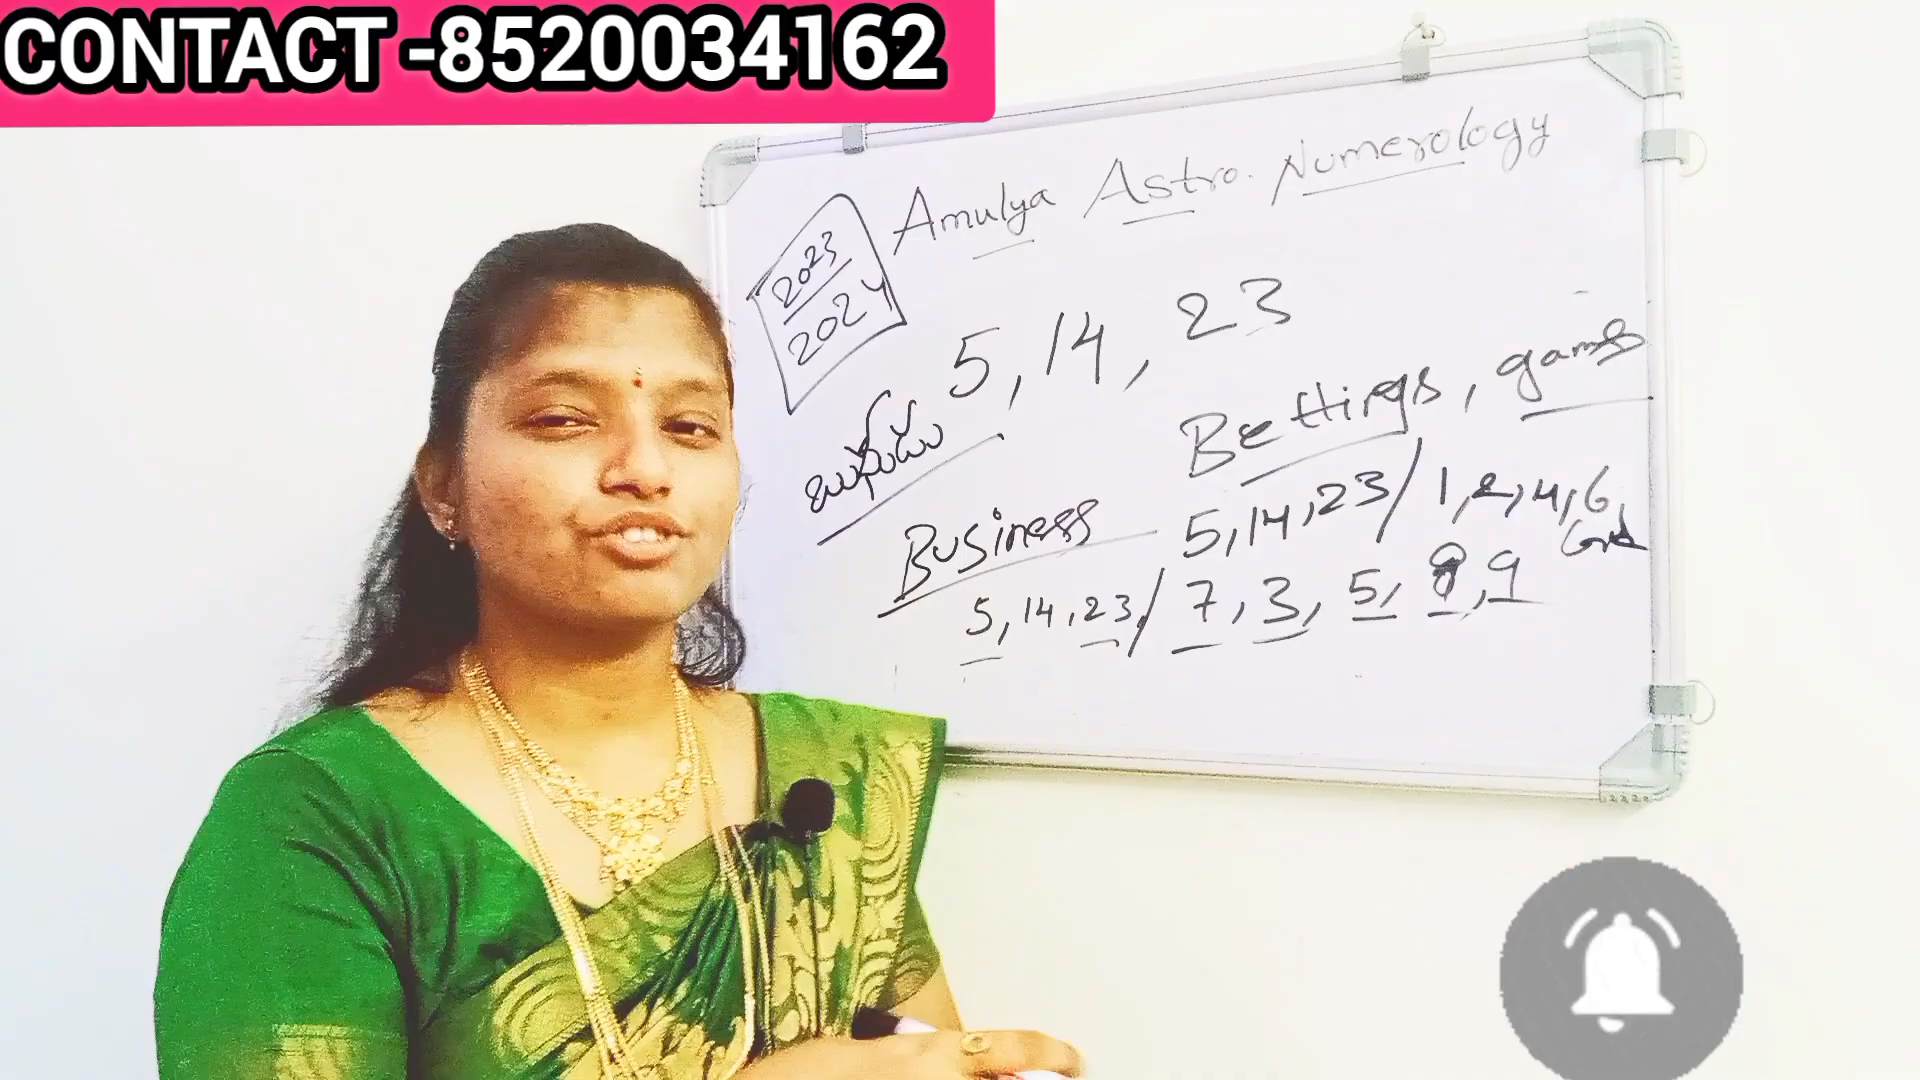 CONTACT -8520034162
Amulya Astro. Numerology
2023
2024
5, 14, 23
బుధుడు
Bettings, games
Business
5,14,23/1,2,4,6,
5,14,23/7,3,5,8,9